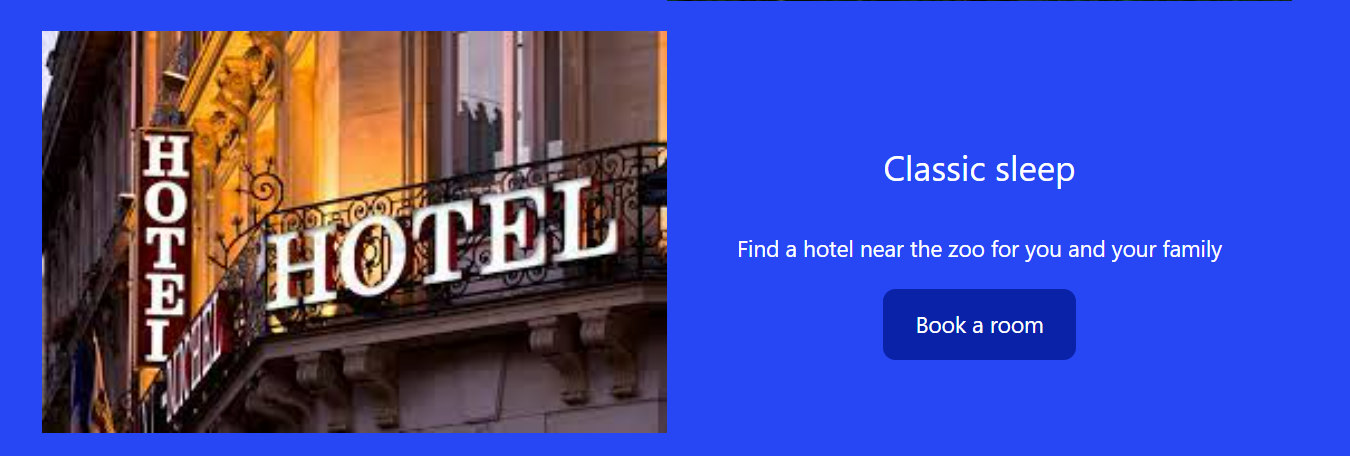 HOTEL
HOTEL
HOTEL
Classic sleep
Find a hotel near the zoo for you and your family
Book a room